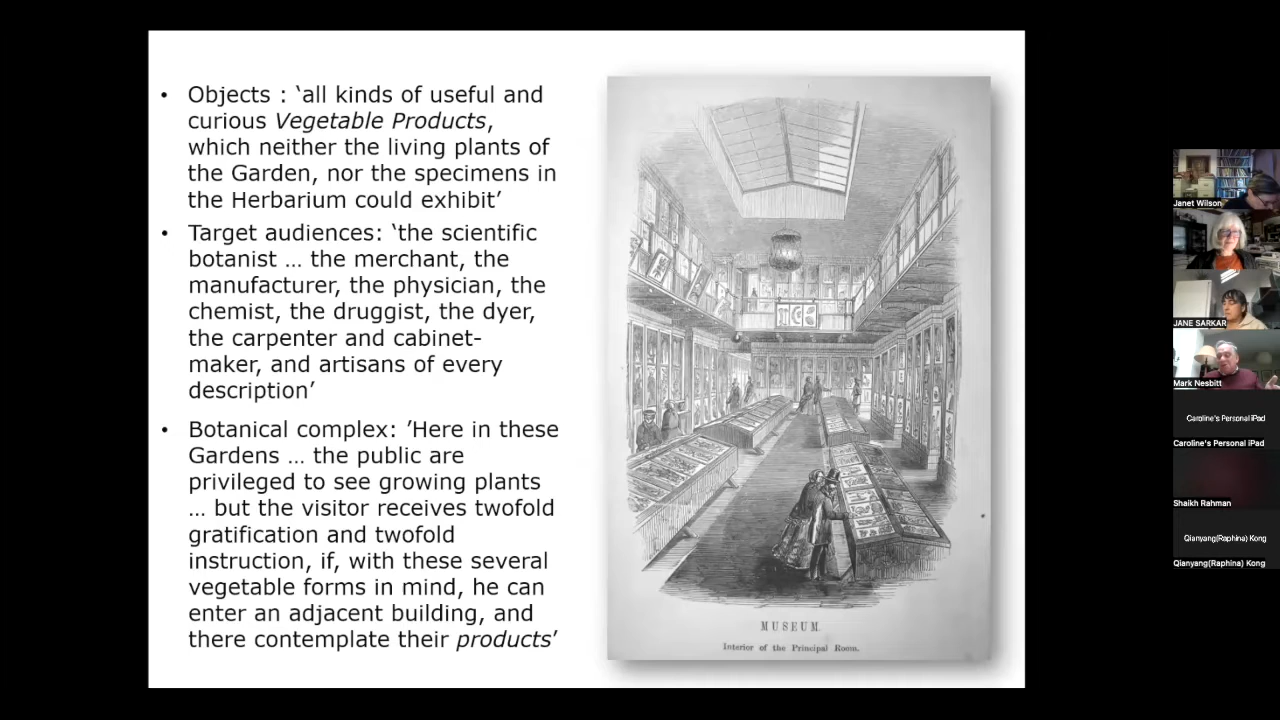 • Objects : ‘all kinds of useful and
curious Vegetable Products,
which neither the living plants of
the Garden, nor the specimens in
the Herbarium could exhibit’
• Target audiences: ‘the scientific
botanist … the merchant, the
manufacturer, the physician, the
chemist, the druggist, the dyer,
the carpenter and cabinet-
maker, and artisans of every
description’
• Botanical complex: ’Here in these
Gardens … the public are
privileged to see growing plants
… but the visitor receives twofold
gratification and twofold
instruction, if, with these several
vegetable forms in mind, he can
enter an adjacent building, and
there contemplate their products’
MUSEUM.
Interior of the Principal Room.
Janet Wilson
JANE SARKAR
Mark Nesbitt
Caroline's Personal iPad
Caroline's Personal iPad
Shaikh Rahman
Qianyang(Raphina) Kong
Qianyang(Raphina) Kong